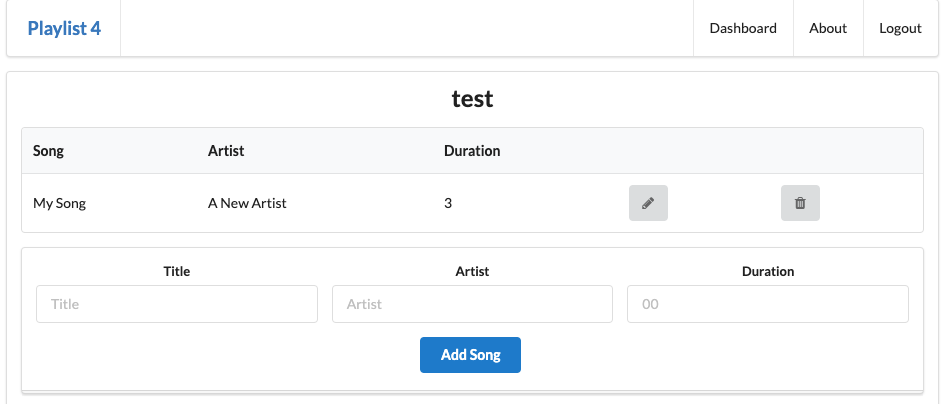 Playlist 4 Dashboard About Logout
test
Song Artist Duration
My Song A New Artist 3
Title Artist Duration
Title Artist 00
Add Song